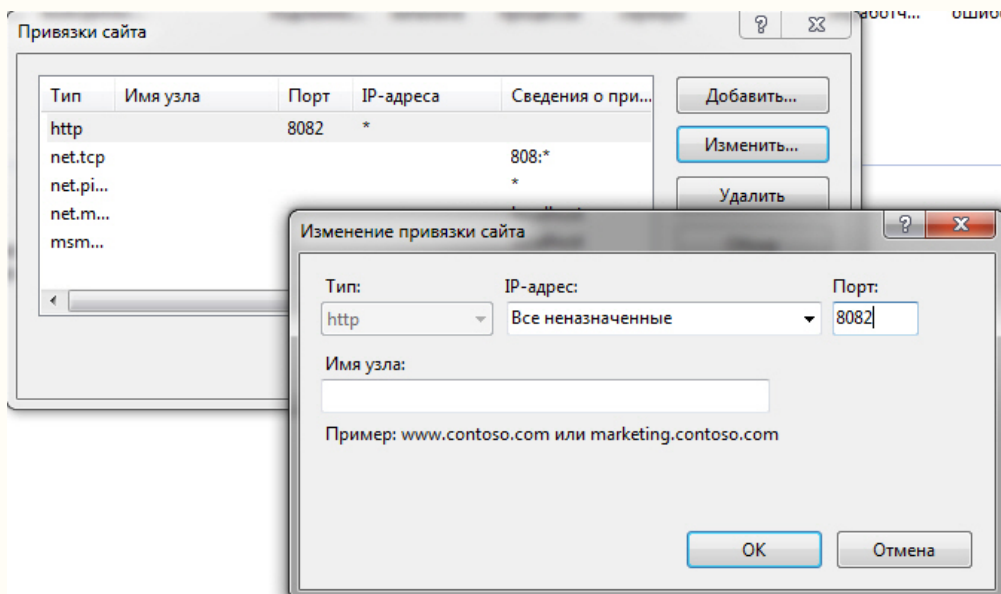 Привязки сайта
Тип Имя узла Порт IP-адреса Сведения о при...
http 8082 *
net.tcp 808:*
net.pi... *
net.m...
msm...
Добавить...
Изменить...
Удалить
Изменение привязки сайта
Тип: IP-адрес: Порт:
http Все неназначенные 8082
Имя узла:
Пример: www.contoso.com или marketing.contoso.com
OK Отмена